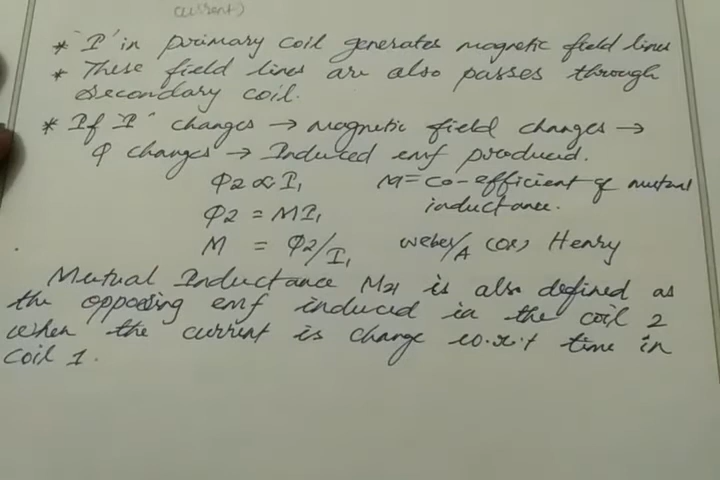 current)
* 'I' in primary coil generates magnetic field lines
* These field lines are also passes through
secondary coil.
* If "I" changes → magnetic field changes →
φ changes → Induced emf produced.
φ2 ∝ I₁ M = co-efficient of mutual
φ2 = MI₁ inductance.
M = φ2/I₁ weber/A (or) Henry
Mutual Inductance M21 is also defined as
the opposing emf induced in the coil 2
when the current is change w.r.t time in
coil 1.